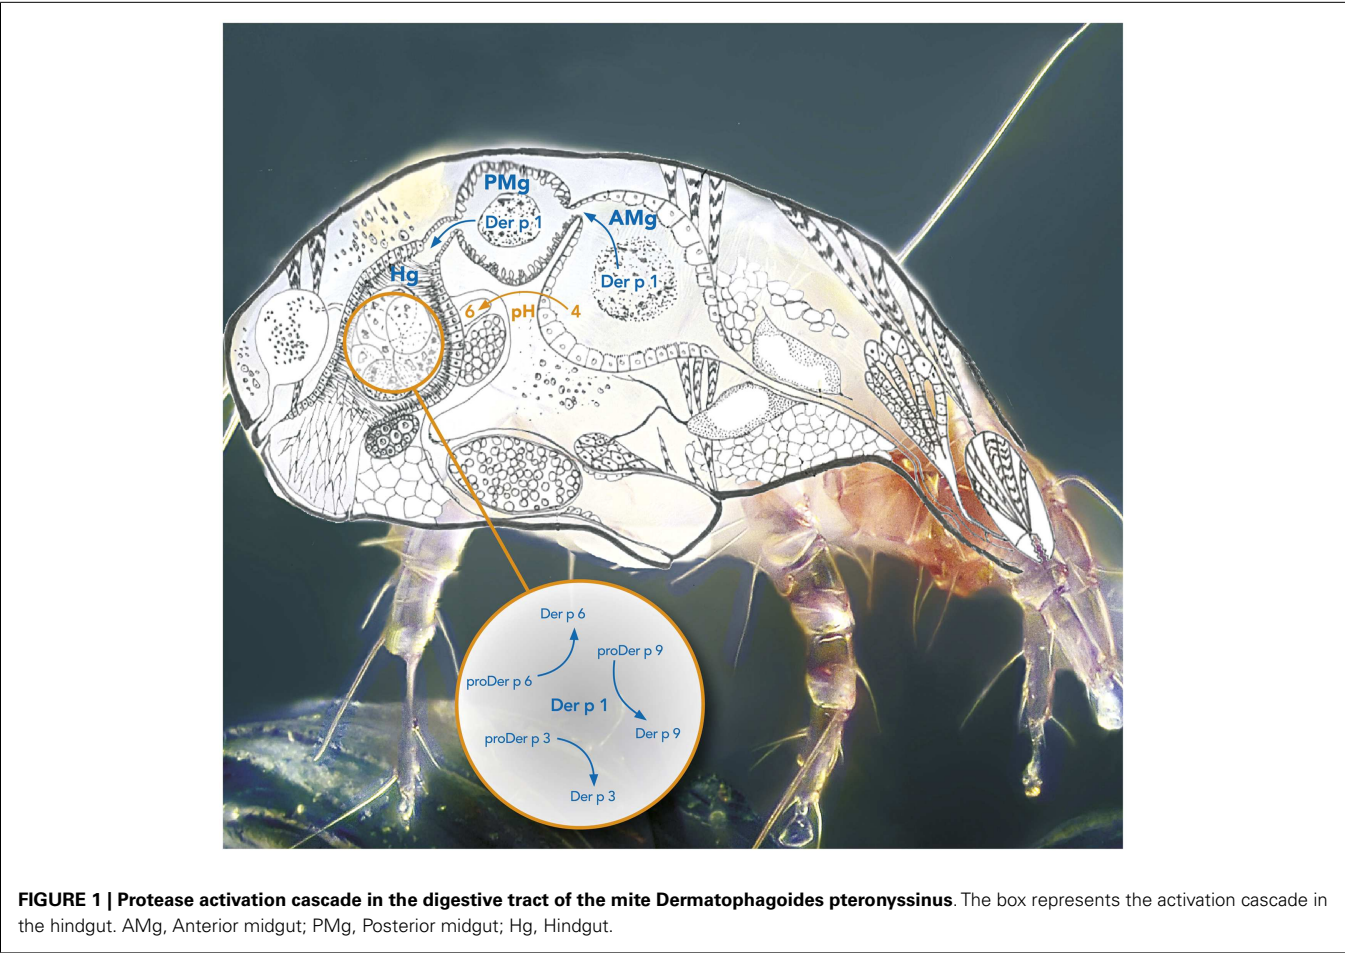 PMg
Der p 1
AMg
Der p 1
Hg
6 pH 4
Der p 6
proDer p 9
proDer p 6
Der p 1
Der p 9
proDer p 3
Der p 3
FIGURE 1 | Protease activation cascade in the digestive tract of the mite Dermatophagoides pteronyssinus. The box represents the activation cascade in
the hindgut. AMg, Anterior midgut; PMg, Posterior midgut; Hg, Hindgut.